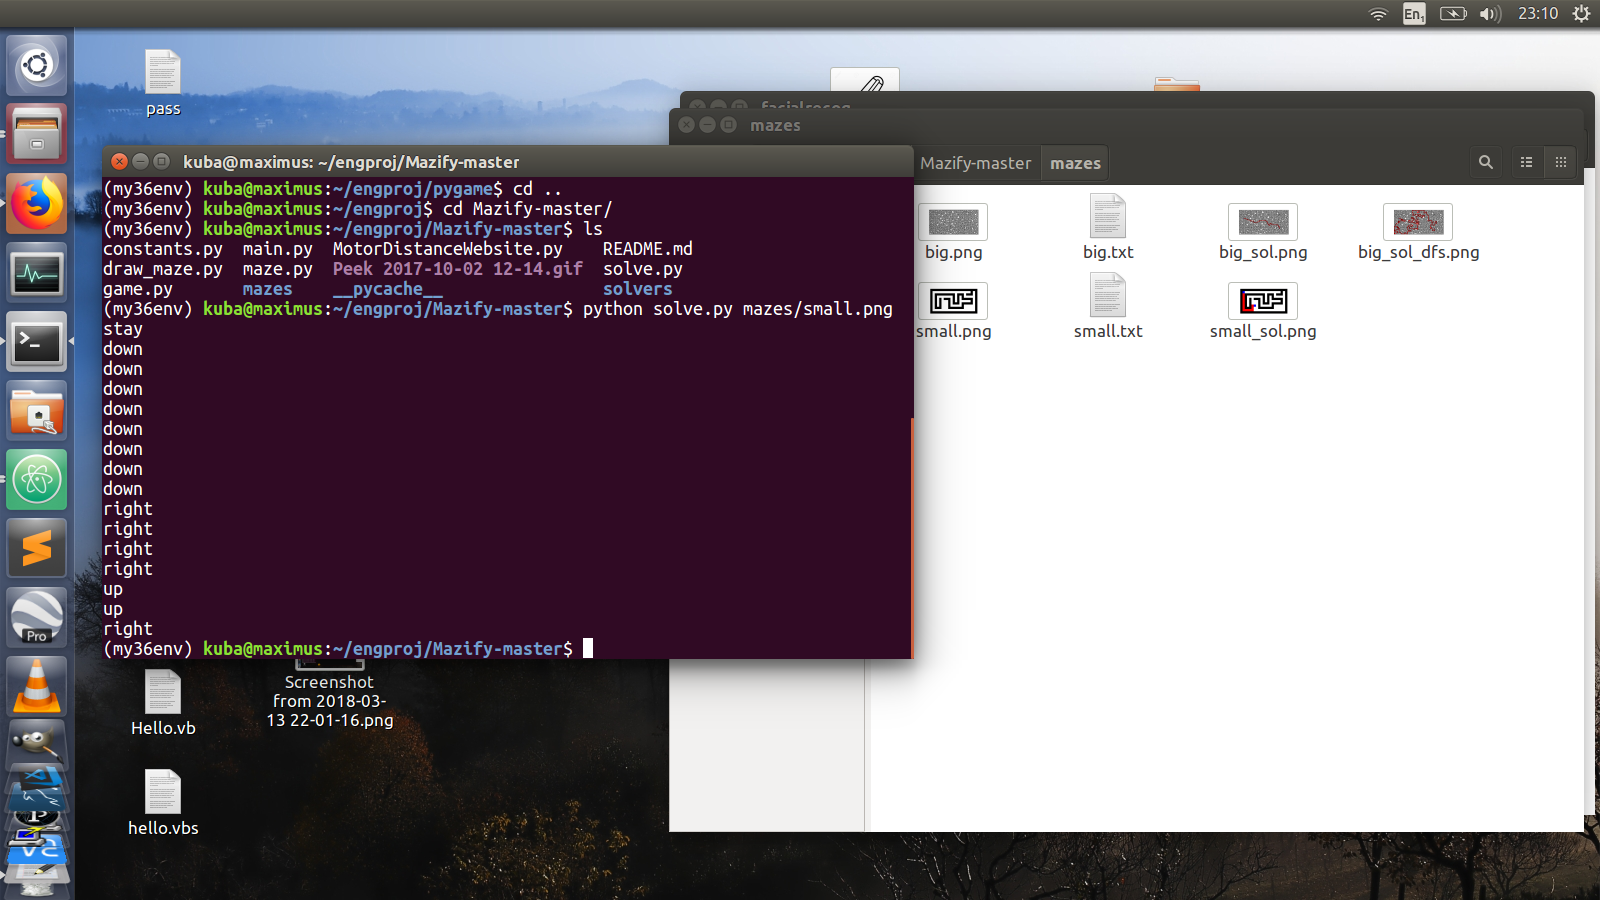 En1
23:10
pass
facialrecog
mazes
Mazify-master mazes
kuba@maximus: ~/engproj/Mazify-master
(my36env) kuba@maximus:~/engproj/pygame$ cd ..
(my36env) kuba@maximus:~/engproj$ cd Mazify-master/
(my36env) kuba@maximus:~/engproj/Mazify-master$ ls
constants.py main.py MotorDistanceWebsite.py README.md
draw_maze.py maze.py Peek 2017-10-02 12-14.gif solve.py
game.py mazes __pycache__ solvers
(my36env) kuba@maximus:~/engproj/Mazify-master$ python solve.py mazes/small.png
stay
down
down
down
down
down
down
down
down
right
right
right
right
up
up
right
(my36env) kuba@maximus:~/engproj/Mazify-master$
big.png
big.txt
big_sol.png
big_sol_dfs.png
small.png
small.txt
small_sol.png
Pro
Hello.vb
Screenshot
from 2018-03-
13 22-01-16.png
hello.vbs